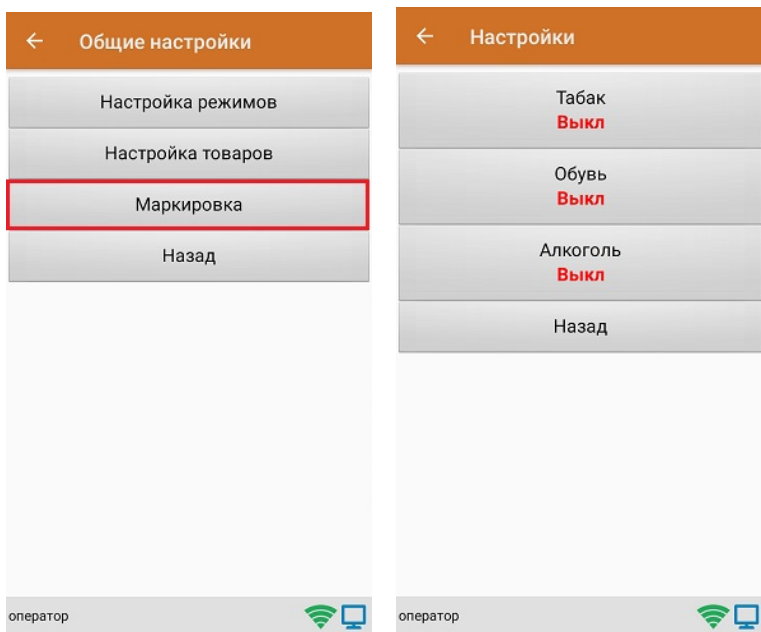 Общие настройки
Настройка режимов
Настройка товаров
Маркировка
Назад
оператор
Настройки
Табак
Выкл
Обувь
Выкл
Алкоголь
Выкл
Назад
оператор